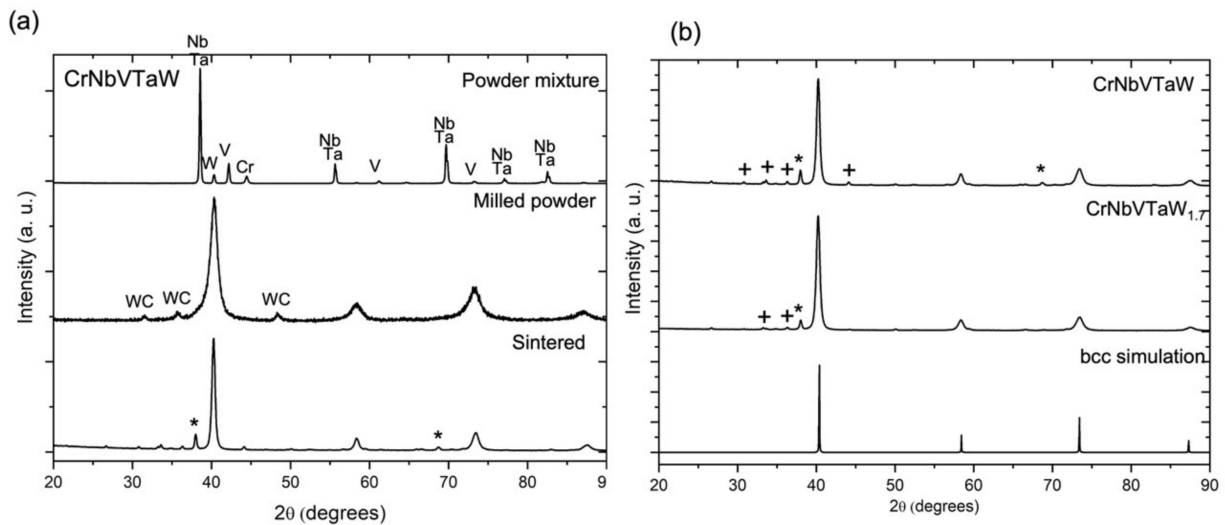 (a)
Nb
Ta
CrNbVTaW
Powder mixture
W
V
Cr
Nb
Ta
V
Nb
Ta
V
Nb
Ta
Nb
Ta
Milled powder
WC
WC
WC
Sintered
*
*
Intensity (a. u.)
20 30 40 50 60 70 80 9
2θ (degrees)
(b)
CrNbVTaW
+ + + * + *
CrNbVTaW1.7
+ + *
bcc simulation
Intensity (a. u.)
20 30 40 50 60 70 80 90
2θ (degrees)